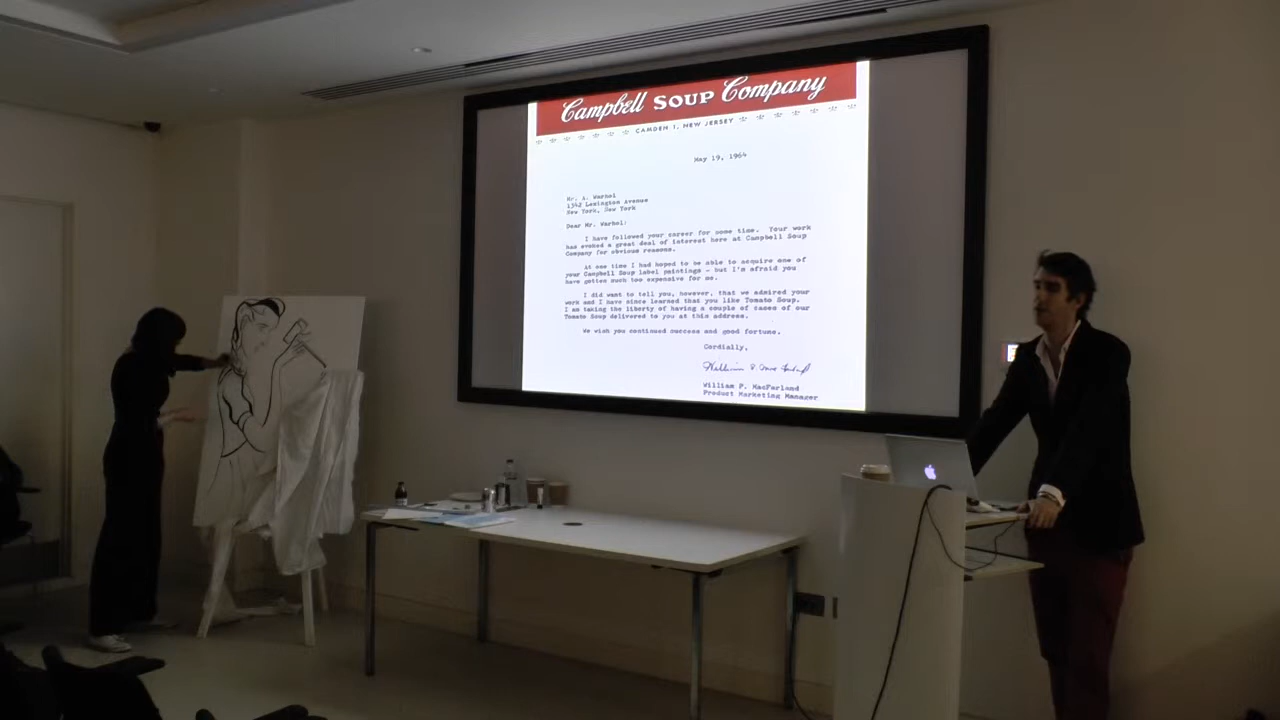 Campbell SOUP Company
CAMDEN 1, NEW JERSEY
May 19, 1964
Mr. A. Warhol
1342 Lexington Avenue
New York, New York
Dear Mr. Warhol:
I have followed your career for some time. Your work
has evoked a great deal of interest here at Campbell Soup
Company for obvious reasons.
At one time I had hoped to be able to acquire one of
your Campbell Soup label paintings - but I'm afraid you
have gotten much too expensive for me.
I did want to tell you, however, that we admired your
work and I have since learned that you like Tomato Soup.
I am taking the liberty of having a couple of cases of our
Tomato Soup delivered to you at this address.
We wish you continued success and good fortune.
Cordially,
William P. MacFarland
Product Marketing Manager